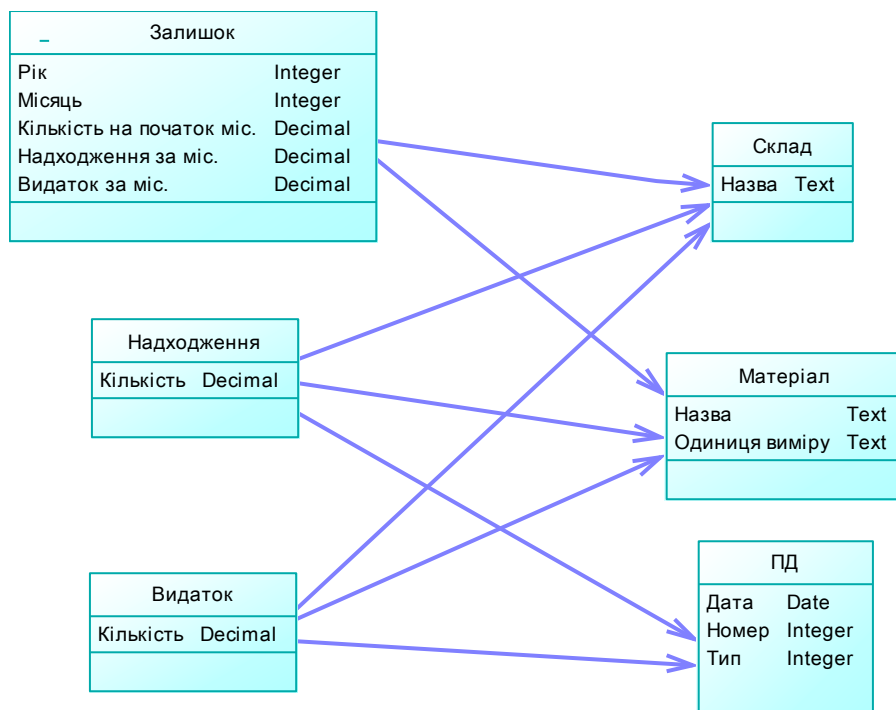 Залишок
Рік Integer
Місяць Integer
Кількість на початок міс. Decimal
Надходження за міс. Decimal
Видаток за міс. Decimal
Склад
Назва Text
Надходження
Кількість Decimal
Матеріал
Назва Text
Одиниця виміру Text
Видаток
Кількість Decimal
ПД
Дата Date
Номер Integer
Тип Integer